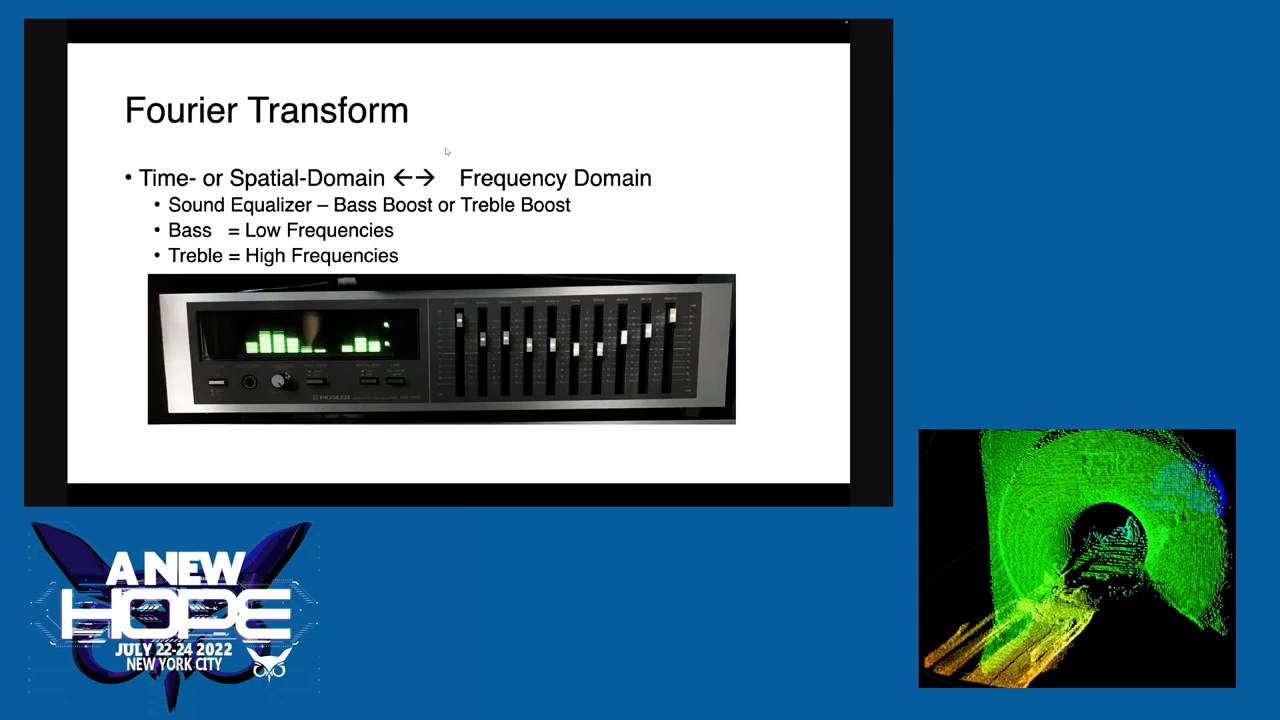 Fourier Transform
• Time- or Spatial-Domain ←→ Frequency Domain
• Sound Equalizer – Bass Boost or Treble Boost
• Bass = Low Frequencies
• Treble = High Frequencies
PIONEER
A NEW
HOPE
JULY 22-24 2022
NEW YORK CITY